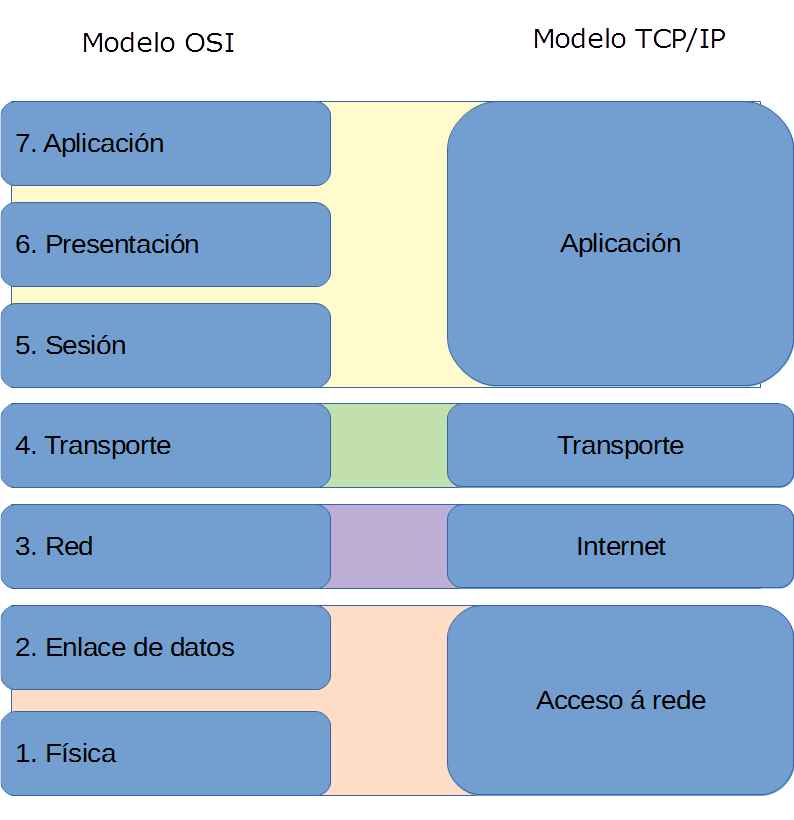 Modelo OSI
Modelo TCP/IP
7. Aplicación
6. Presentación
5. Sesión
Aplicación
4. Transporte
Transporte
3. Red
Internet
2. Enlace de datos
1. Física
Acceso á rede